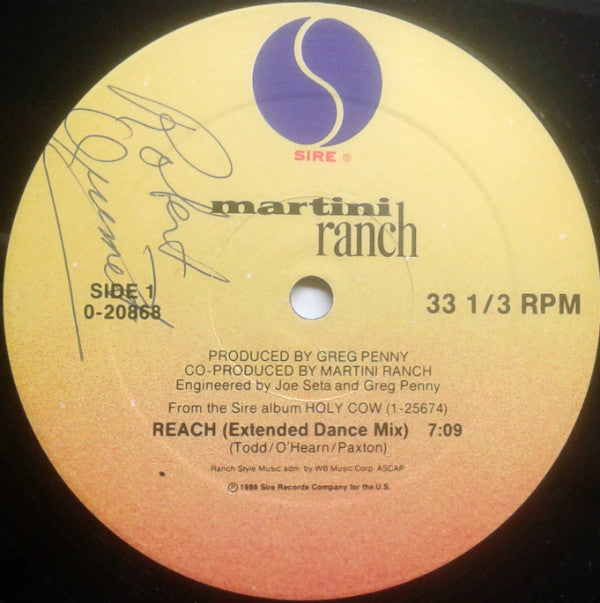 SIRE ®
Robert
martini
ranch
SIDE 1
0-20868
33 1/3 RPM
PRODUCED BY GREG PENNY
CO-PRODUCED BY MARTINI RANCH
Engineered by Joe Seta and Greg Penny
From the Sire album HOLY COW (1-25674)
REACH (Extended Dance Mix) 7:09
(Todd/O'Hearn/Paxton)
Ranch Style Music adm. by WB Music Corp. ASCAP
℗ 1988 Sire Records Company for the U.S.